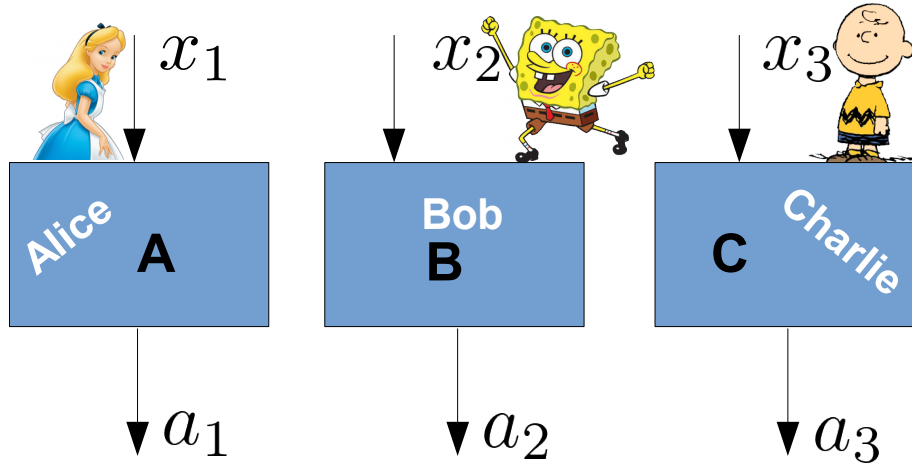 x₁ x₂ x₃
Alice Bob Charlie
A B C
a₁ a₂ a₃